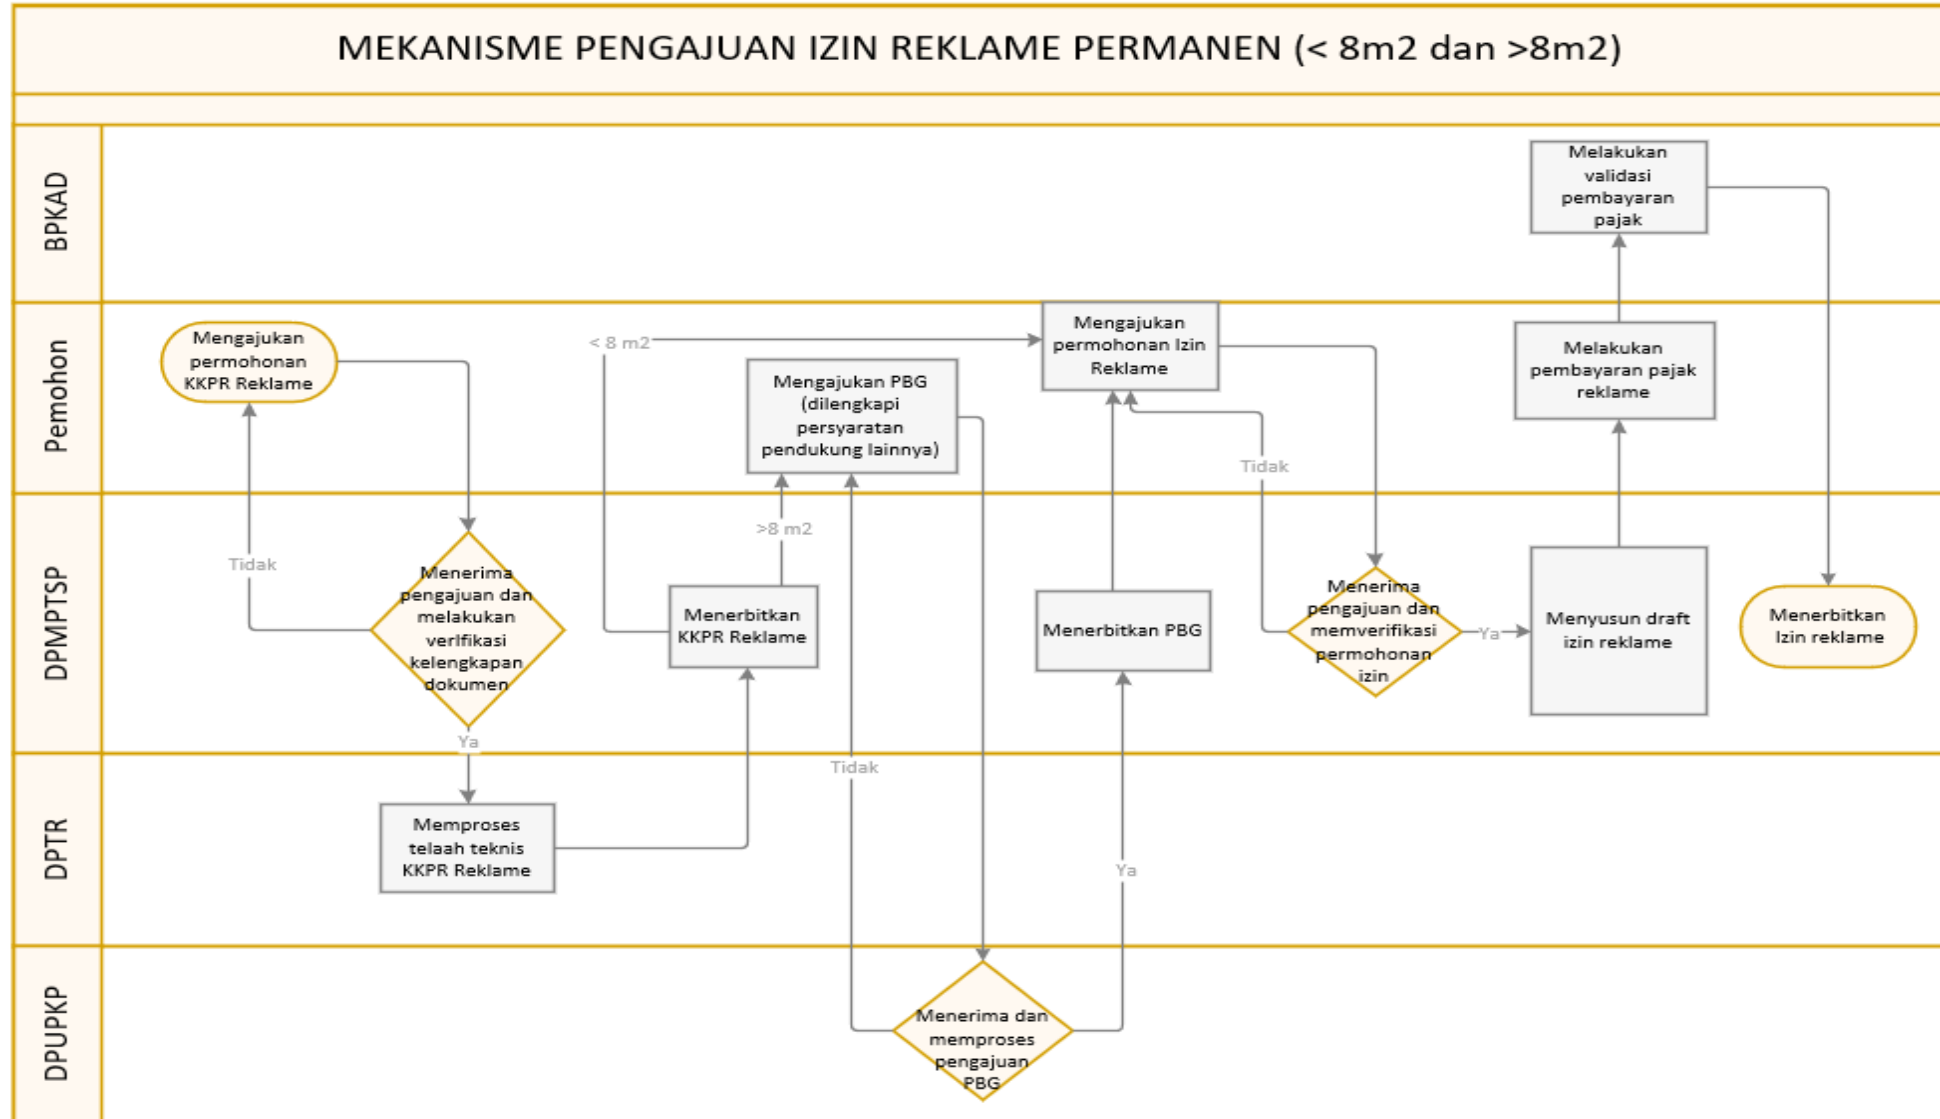 MEKANISME PENGAJUAN IZIN REKLAME PERMANEN (< 8m2 dan >8m2)
BPKAD
Melakukan
validasi
pembayaran
pajak
Pemohon
Mengajukan
permohonan
KKPR Reklame
< 8 m2
Mengajukan PBG
(dilengkapi
persyaratan
pendukung lainnya)
Mengajukan
permohonan Izin
Reklame
Tidak
Melakukan
pembayaran pajak
reklame
DPMPTSP
Tidak
Menerima
pengajuan dan
melakukan
verifikasi
kelengkapan
dokumen
Ya
>8 m2
Menerbitkan
KKPR Reklame
Menerbitkan PBG
Menerima
pengajuan dan
memverifikasi
permohonan
izin
Ya
Menyusun draft
izin reklame
Menerbitkan
Izin reklame
DPTR
Memproses
telaah teknis
KKPR Reklame
Tidak
Ya
DPUPKP
Menerima dan
memproses
pengajuan
PBG